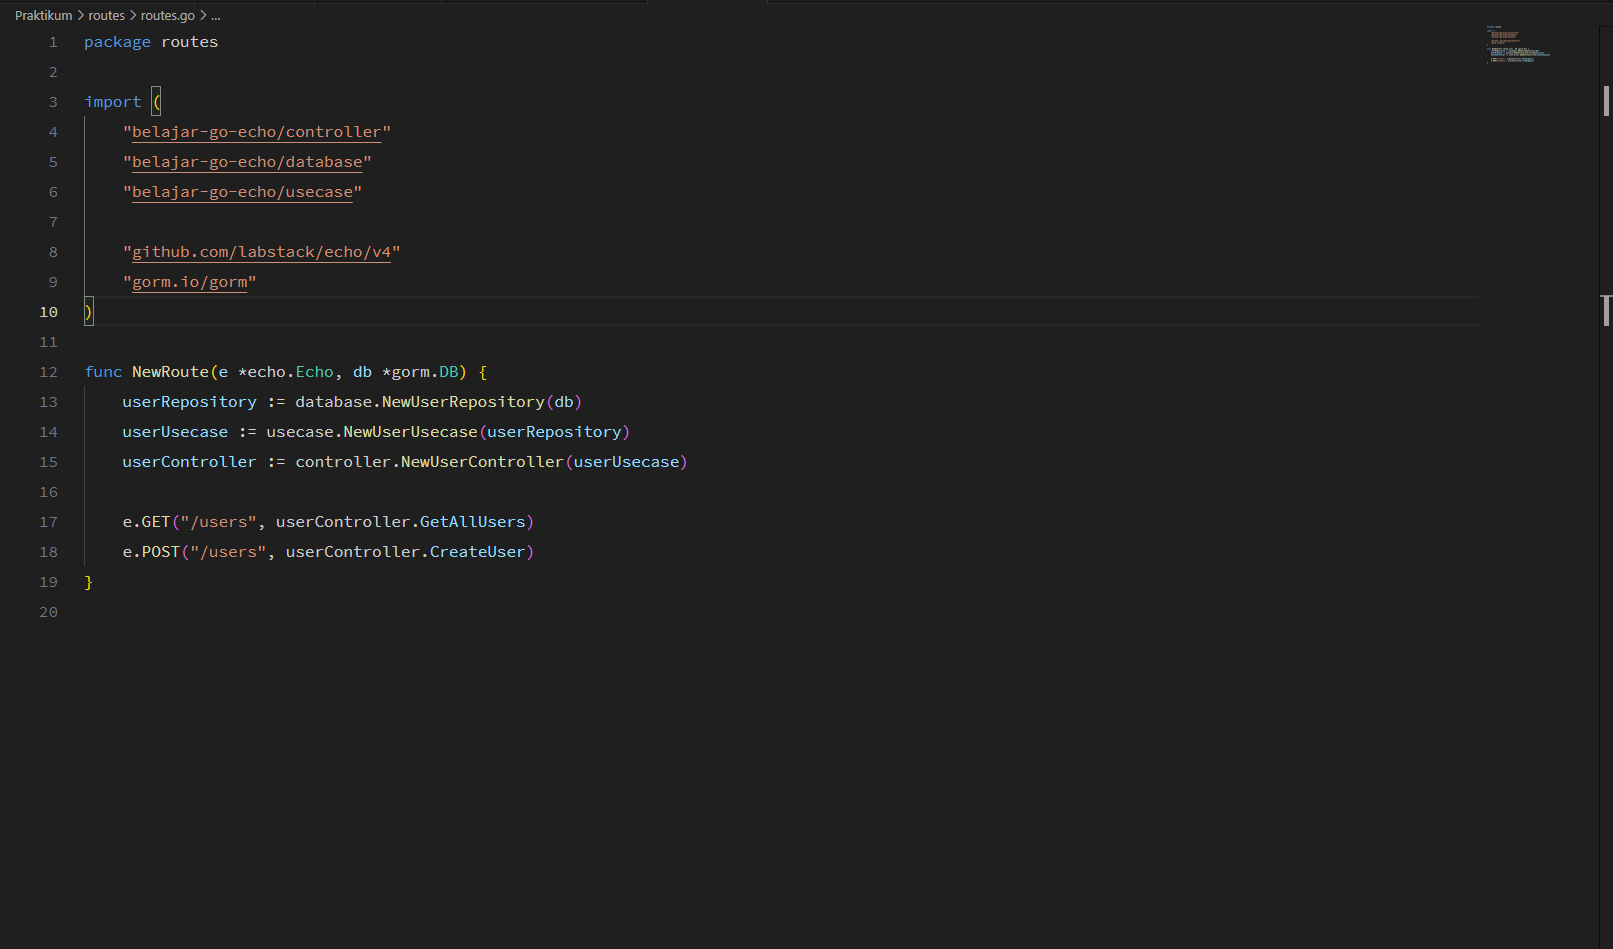 Praktikum > routes > routes.go > ...
1 package routes
2
3 import (
4 "belajar-go-echo/controller"
5 "belajar-go-echo/database"
6 "belajar-go-echo/usecase"
7
8 "github.com/labstack/echo/v4"
9 "gorm.io/gorm"
10 )
11
12 func NewRoute(e *echo.Echo, db *gorm.DB) {
13 userRepository := database.NewUserRepository(db)
14 userUsecase := usecase.NewUserUsecase(userRepository)
15 userController := controller.NewUserController(userUsecase)
16
17 e.GET("/users", userController.GetAllUsers)
18 e.POST("/users", userController.CreateUser)
19 }
20